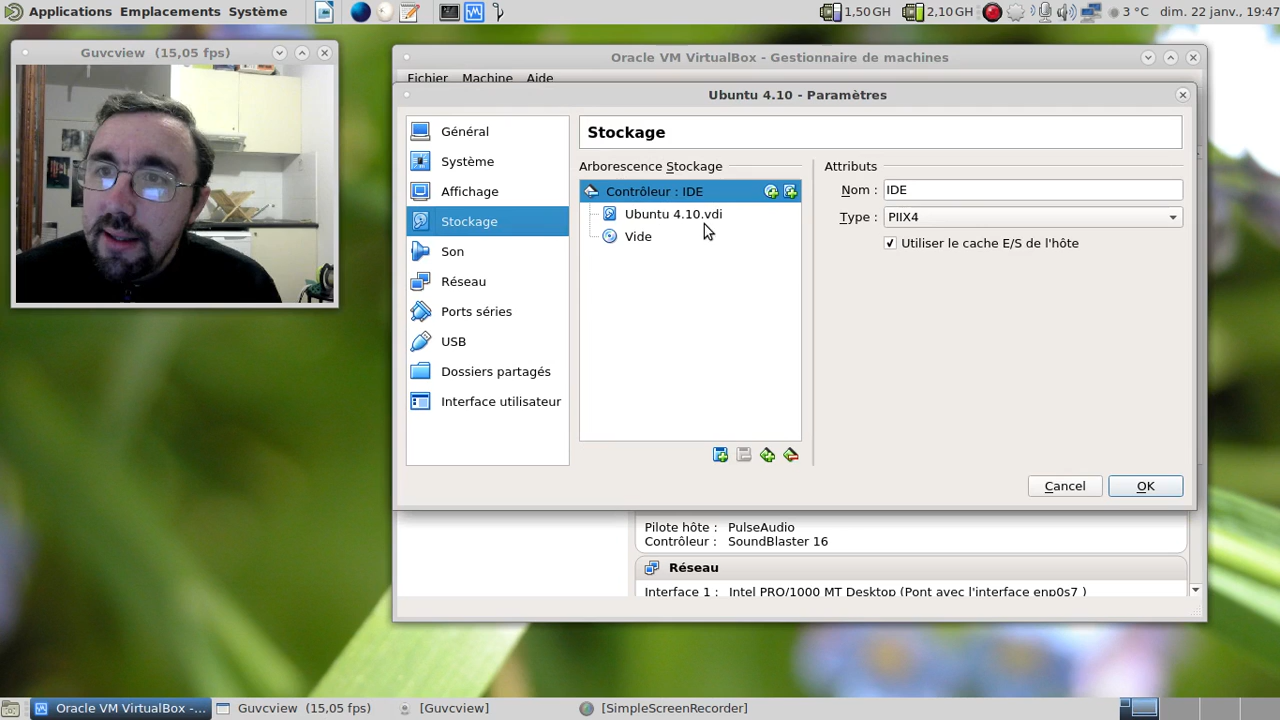 Applications Emplacements Système
1,50GH 2,10GH 3 °C dim. 22 janv., 19:47
Guvcview (15,05 fps)
Oracle VM VirtualBox - Gestionnaire de machines
Fichier Machine Aide
Ubuntu 4.10 - Paramètres
Général
Système
Affichage
Stockage
Son
Réseau
Ports séries
USB
Dossiers partagés
Interface utilisateur
Stockage
Arborescence Stockage
Contrôleur : IDE
Ubuntu 4.10.vdi
Vide
Attributs
Nom : IDE
Type : PIIX4
Utiliser le cache E/S de l'hôte
Cancel OK
Pilote hôte : PulseAudio
Contrôleur : SoundBlaster 16
Réseau
Interface 1 : Intel PRO/1000 MT Desktop (Pont avec l'interface enp0s7 )
Oracle VM VirtualBox -... Guvcview (15,05 fps) [Guvcview] [SimpleScreenRecorder]